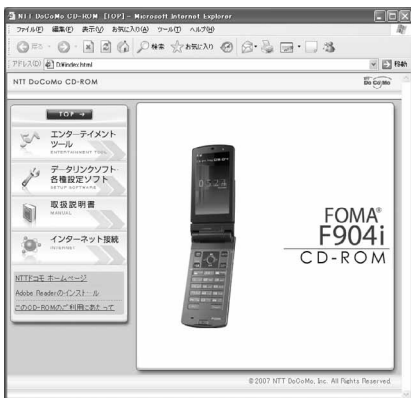 NTT DoCoMo CD-ROM [TOP] - Microsoft Internet Explorer
ファイル(F) 編集(E) 表示(V) お気に入り(A) ツール(T) ヘルプ(H)
戻る 検索 お気に入り
アドレス(D) D:¥index.html 移動
NTT DoCoMo CD-ROM
DoCoMo
TOP
エンターテイメント
ツール
ENTERTAINMENT TOOL
データリンクソフト・
各種設定ソフト
SETUP SOFTWARE
取扱説明書
MANUAL
インターネット接続
INTERNET
NTTドコモ ホームページ
Adobe Readerのインストール
このCD-ROMのご利用にあたって
FOMA®
F904i
CD-ROM
©2007 NTT DoCoMo, Inc. All Rights Reserved.